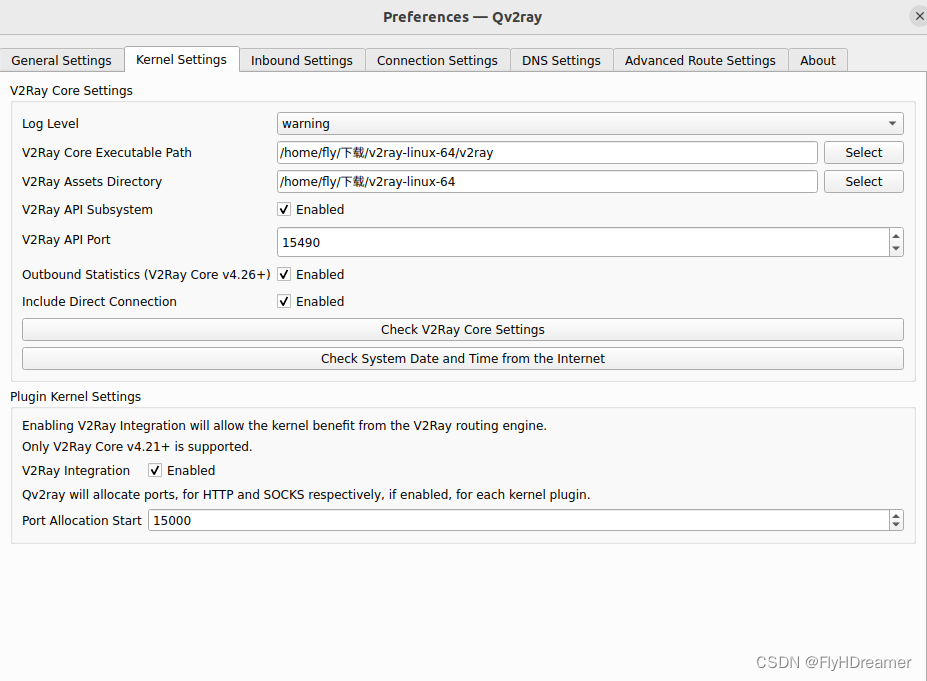 Preferences — Qv2ray
General Settings Kernel Settings Inbound Settings Connection Settings DNS Settings Advanced Route Settings About
V2Ray Core Settings
Log Level warning
V2Ray Core Executable Path /home/fly/下载/v2ray-linux-64/v2ray Select
V2Ray Assets Directory /home/fly/下载/v2ray-linux-64 Select
V2Ray API Subsystem Enabled
V2Ray API Port 15490
Outbound Statistics (V2Ray Core v4.26+) Enabled
Include Direct Connection Enabled
Check V2Ray Core Settings
Check System Date and Time from the Internet
Plugin Kernel Settings
Enabling V2Ray Integration will allow the kernel benefit from the V2Ray routing engine.
Only V2Ray Core v4.21+ is supported.
V2Ray Integration Enabled
Qv2ray will allocate ports, for HTTP and SOCKS respectively, if enabled, for each kernel plugin.
Port Allocation Start 15000
CSDN @FlyHDreamer